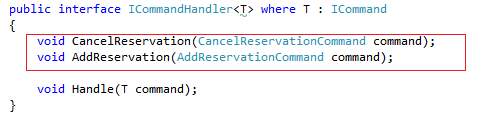 public interface ICommandHandler<T> where T : ICommand
{
void CancelReservation(CancelReservationCommand command);
void AddReservation(AddReservationCommand command);
void Handle(T command);
}